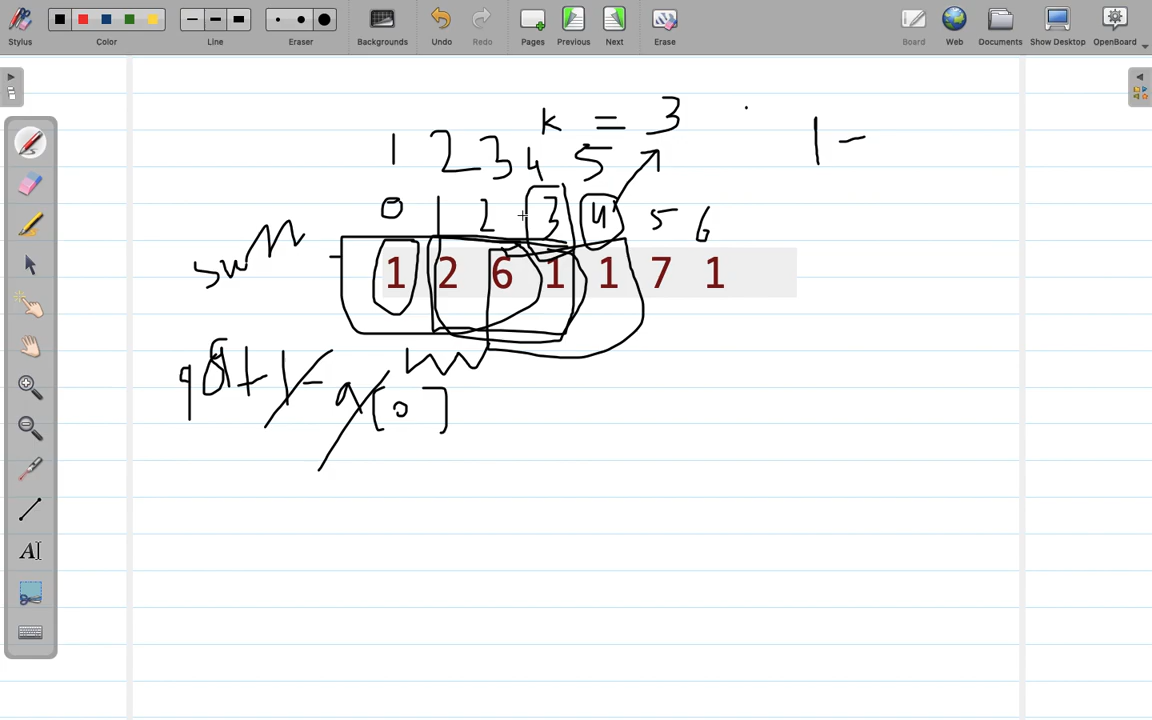 Stylus Color Line Eraser Backgrounds Undo Redo Pages Previous Next Erase Board Web Documents Show Desktop OpenBoard
k = 3
1 2 3 4 5
1 -
0 1 2 3 4 5 6
1 2 6 1 1 7 1
[0]